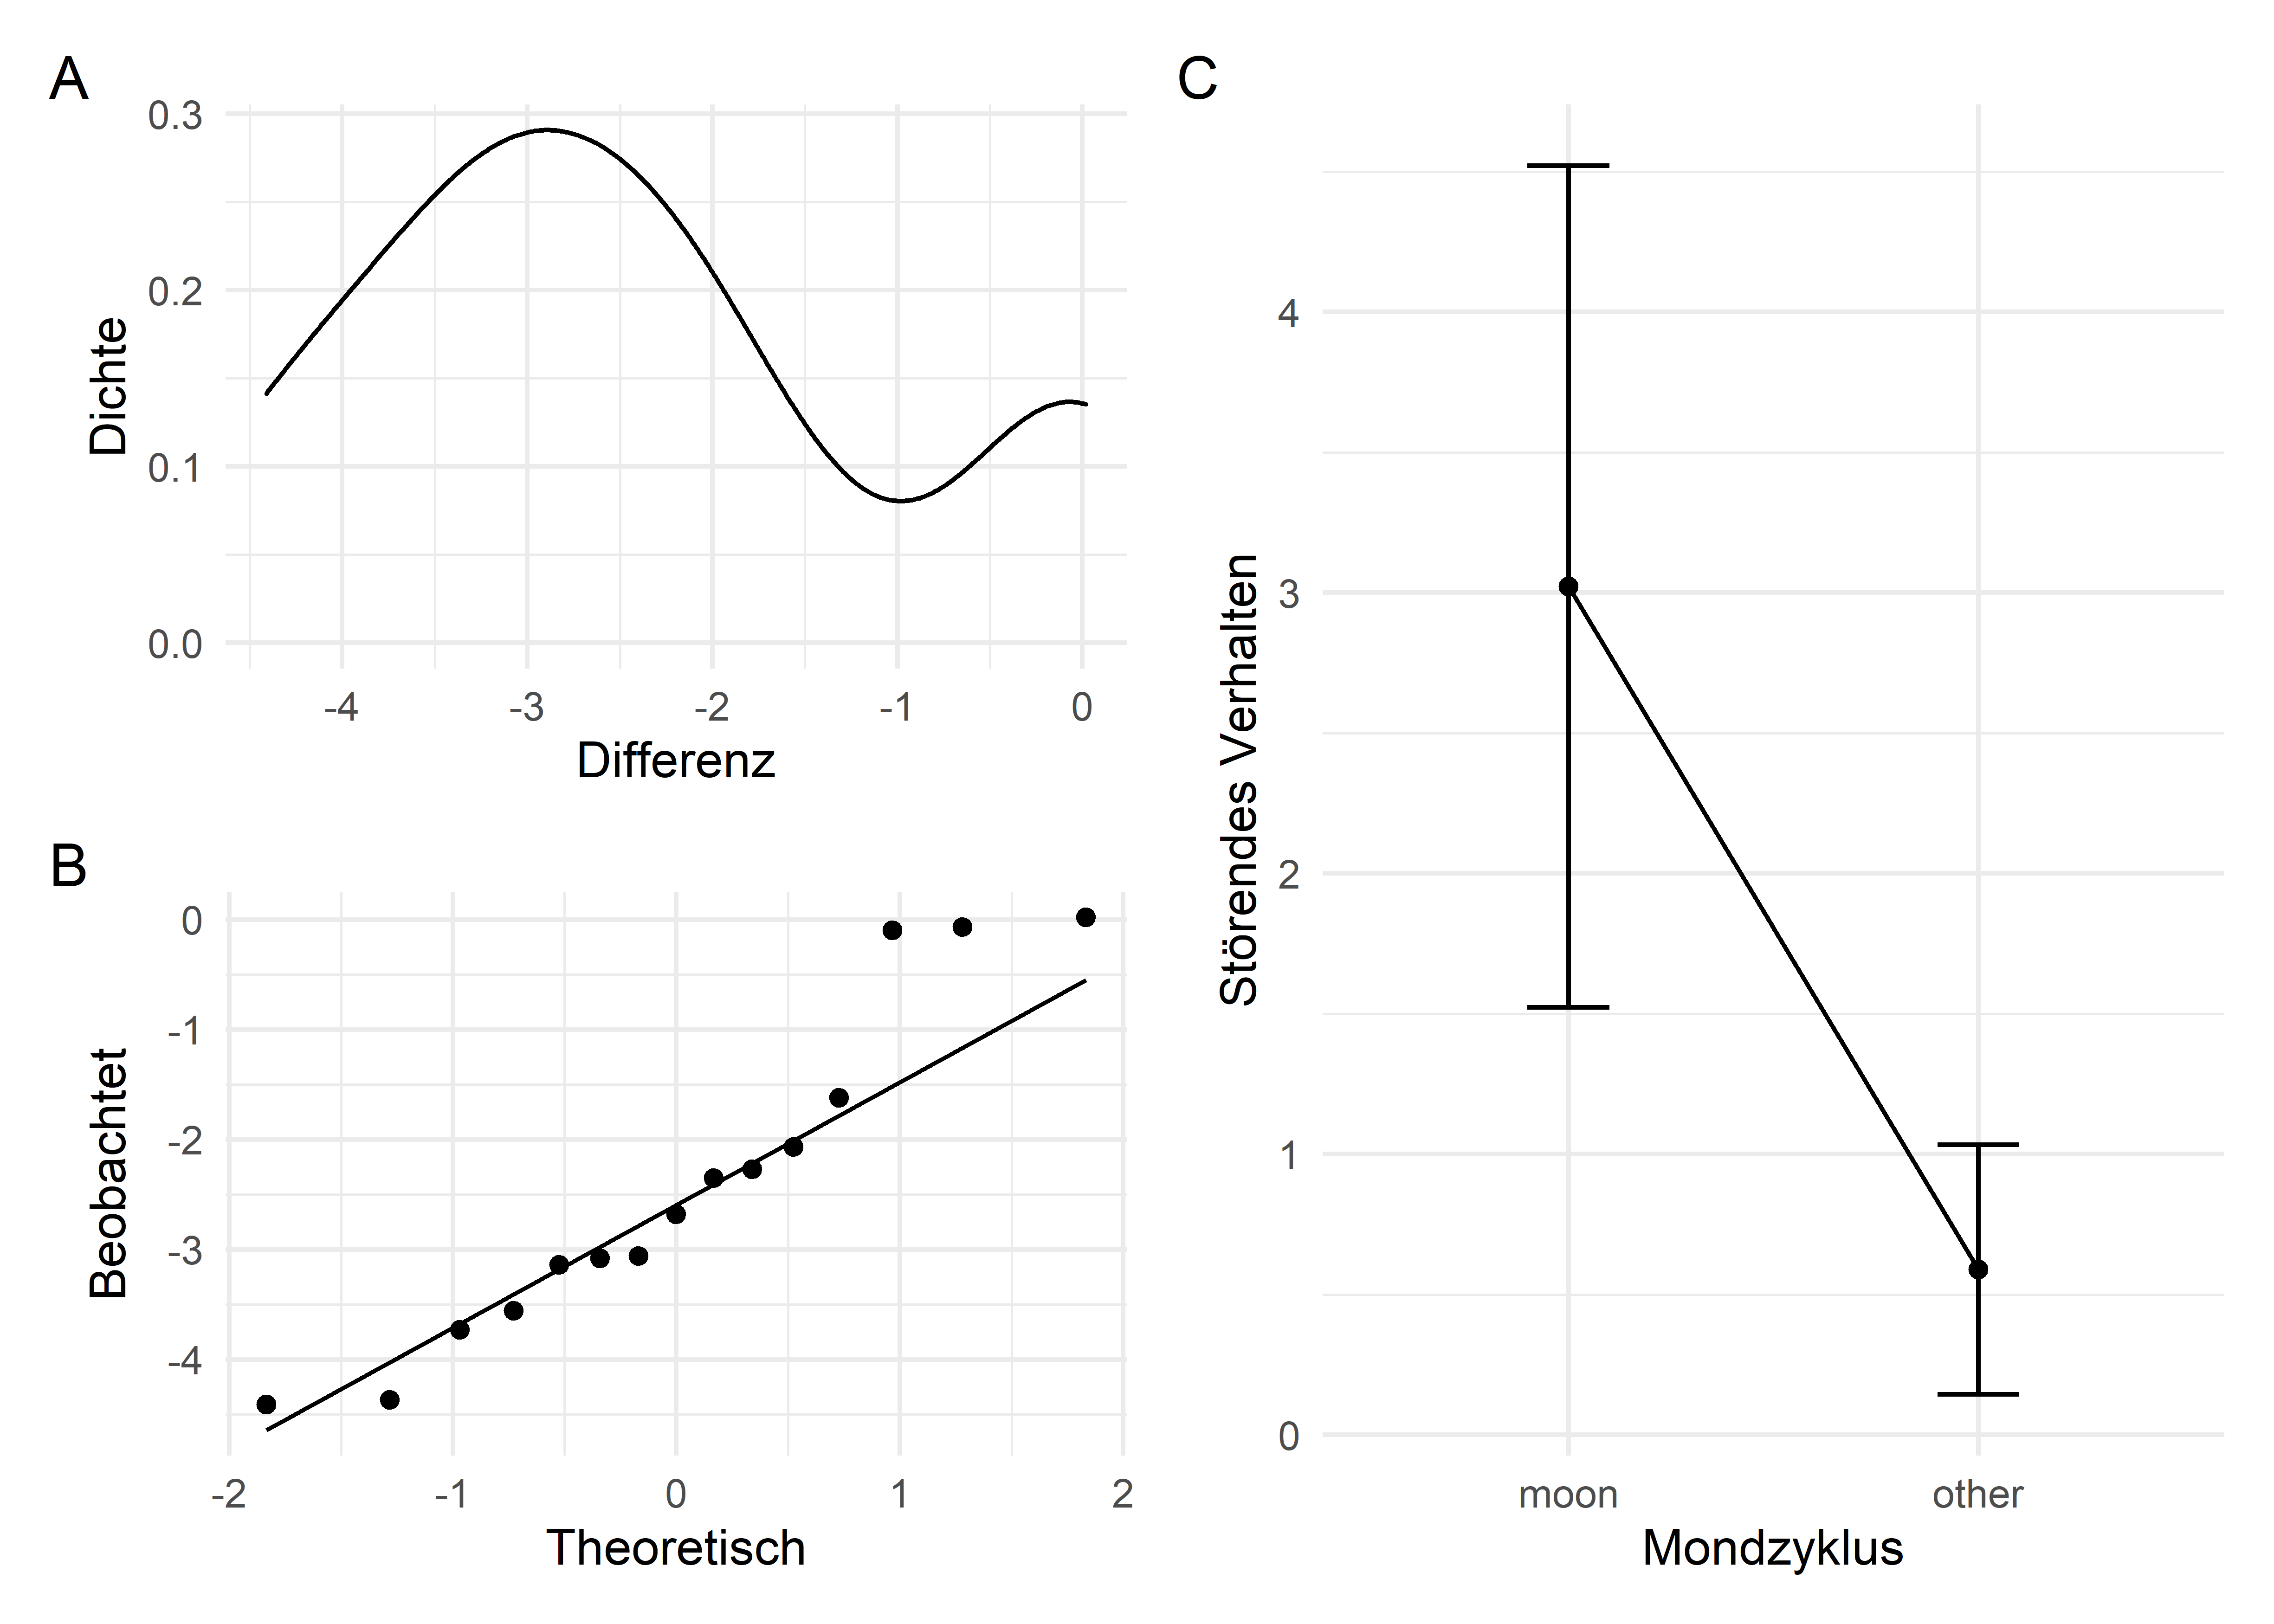 A
0.3
0.2
0.1
0.0
Dichte
-4 -3 -2 -1 0
Differenz
B
0
-1
-2
-3
-4
Beobachtet
-2 -1 0 1 2
Theoretisch
C
4
3
2
1
0
Störendes Verhalten
moon other
Mondzyklus